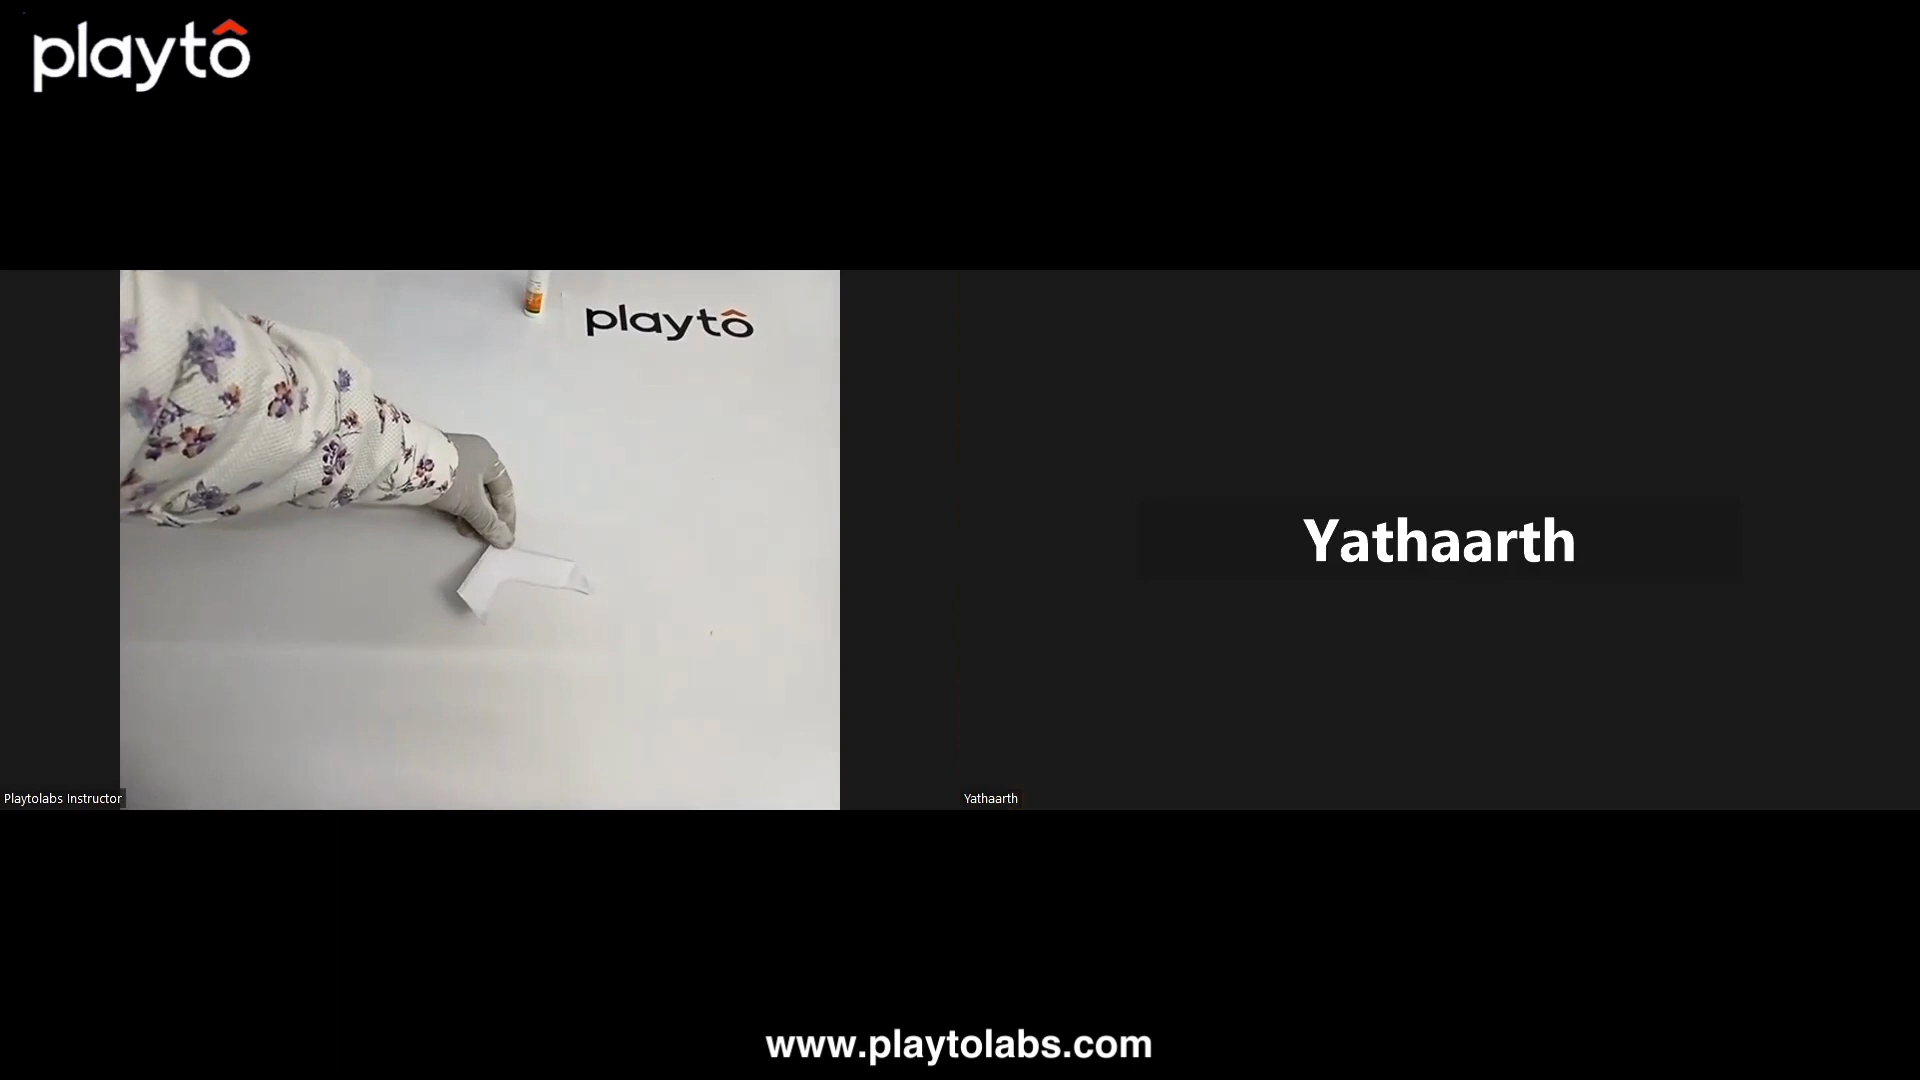 playtô
playtô
Yathaarth
Playtolabs Instructor
Yathaarth
www.playtolabs.com